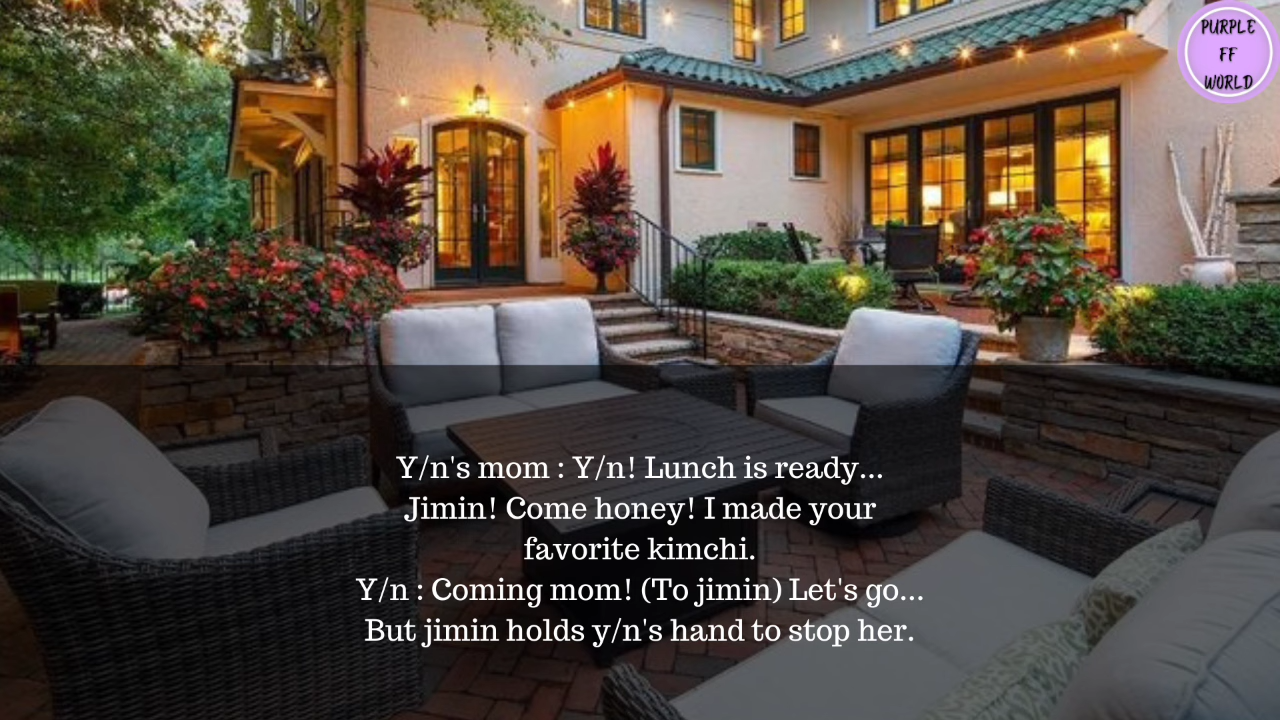 PURPLE
FF
WORLD
Y/n's mom : Y/n! Lunch is ready...
Jimin! Come honey! I made your
favorite kimchi.
Y/n : Coming mom! (To jimin) Let's go...
But jimin holds y/n's hand to stop her.